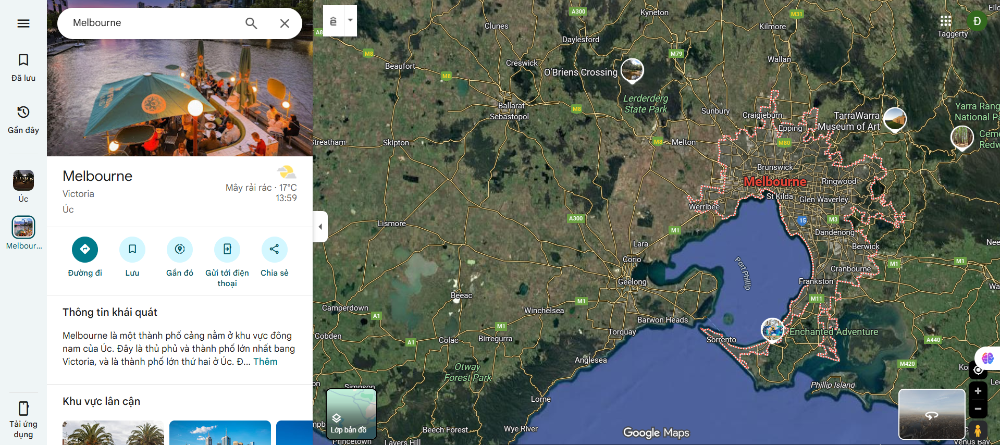 Melbourne
Đã lưu
Gần đây
Úc
Melbour...
Tải ứng
dụng
Melbourne
Victoria
Úc
Mây rải rác · 17°C
13:59
Đường đi
Lưu
Gần đó
Gửi tới điện
thoại
Chia sẻ
Thông tin khái quát
Melbourne là một thành phố cảng nằm ở khu vực đông
nam của Úc. Đây là thủ phủ và thành phố lớn nhất bang
Victoria, và là thành phố lớn thứ hai ở Úc. Đ... Thêm
Khu vực lân cận
ê
Đ
A300
Kyneton
M31
Clunes
Kilmore
A8
Taggerty
Daylesford
M8
M79
Creswick
Wallan
Beaufort
O'Briens Crossing
M8
Lerderderg
State Park
Ballarat
M8
Sunbury
Craigieburn
TarraWarra
Museum of Art
Yarra Rang
National Pa
Sebastopol
Epping
Streatham
Skipton
M8
Melton
M80
Ceme
Redw
Brunswick
Melbourne
Ringwood
St Kilda
Glen Waverley
Werribee
Lismore
A300
15
M3
M1
Dandenong
Lara
Berwick
Nee
Corio
M1
M1
Port Phillip
Cranbourne
Geelong
Frankston
Wa
Beeac
M11
M1
Camperdown
Winchelsea
A1
Barwon Heads
M1
Torquay
Enchanted Adventure
Cobden
A1
Colac
Birregurra
Sorrento
A440
Anglesea
M420
Otway
Forest Park
Ko
Simpson
Phillip Island
Lorne
Lớp bản đồ
Beech Forest
Wye River
Google Maps
Princetown
Lavers Hill
Venus Bay